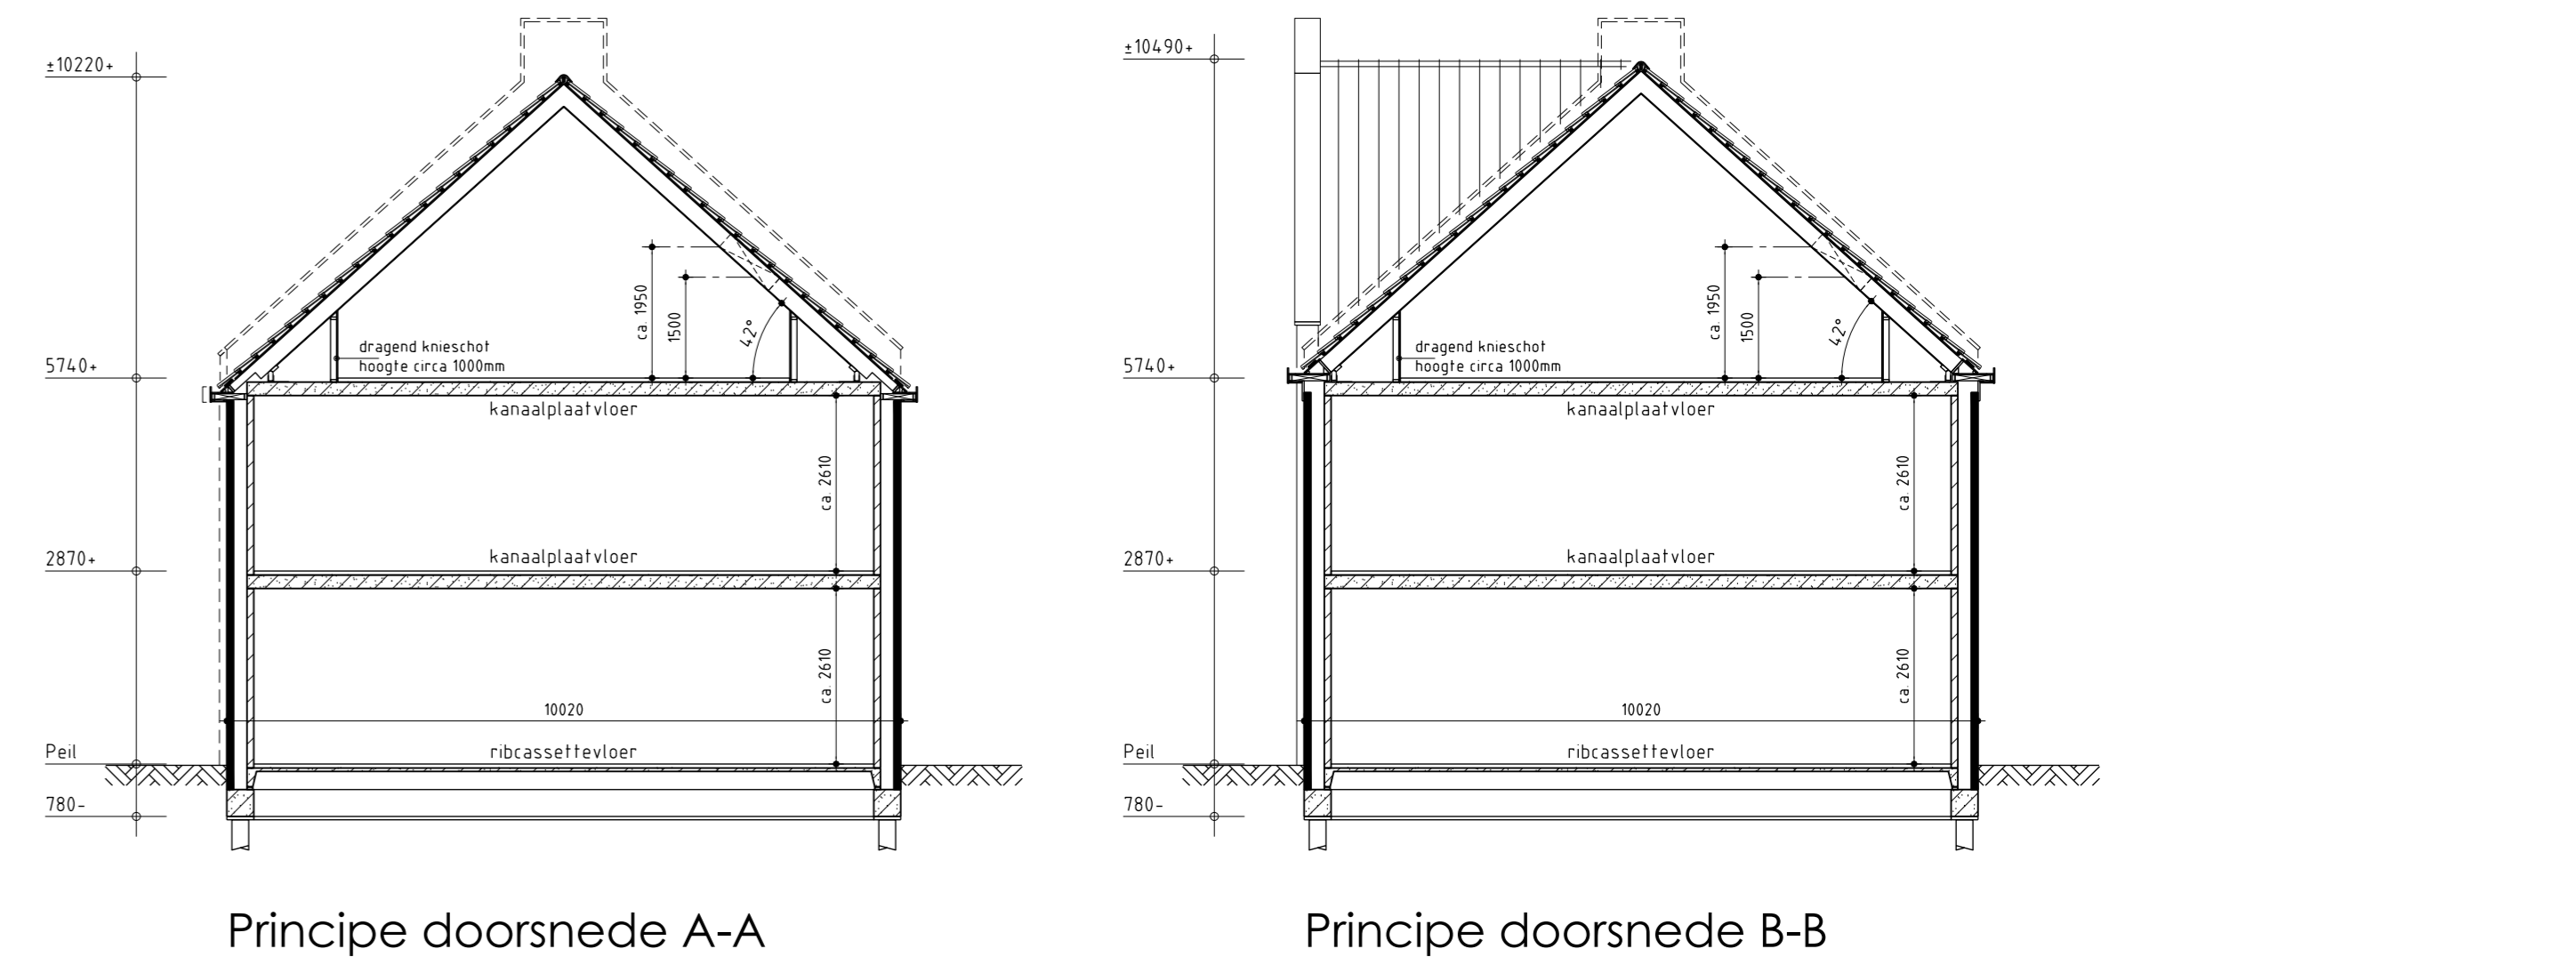 ±10220+
5740+
2870+
Peil
780-
ca. 1950
1500
42°
dragend knieschot
hoogte circa 1000mm
kanaalplaatvloer
ca. 2610
kanaalplaatvloer
ca. 2610
10020
ribcassettevloer
Principe doorsnede A-A
±10490+
5740+
2870+
Peil
780-
ca. 1950
1500
42°
dragend knieschot
hoogte circa 1000mm
kanaalplaatvloer
ca. 2610
kanaalplaatvloer
ca. 2610
10020
ribcassettevloer
Principe doorsnede B-B